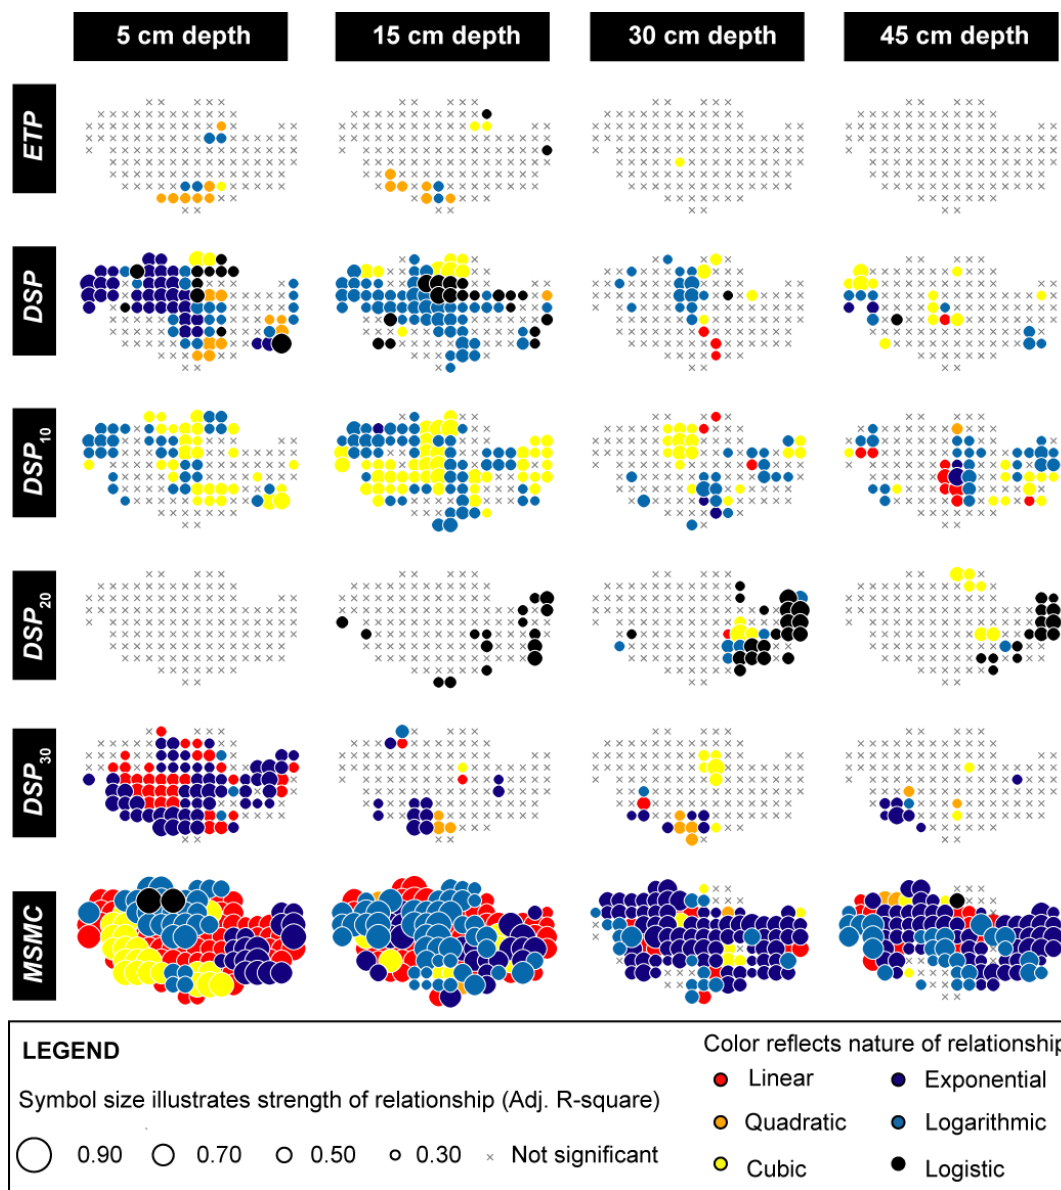 5 cm depth 15 cm depth 30 cm depth 45 cm depth
ETP
DSP
DSP10
DSP20
DSP30
MSMC
LEGEND
Symbol size illustrates strength of relationship (Adj. R-square)
0.90 0.70 0.50 0.30 × Not significant
Color reflects nature of relationship
Linear Exponential
Quadratic Logarithmic
Cubic Logistic